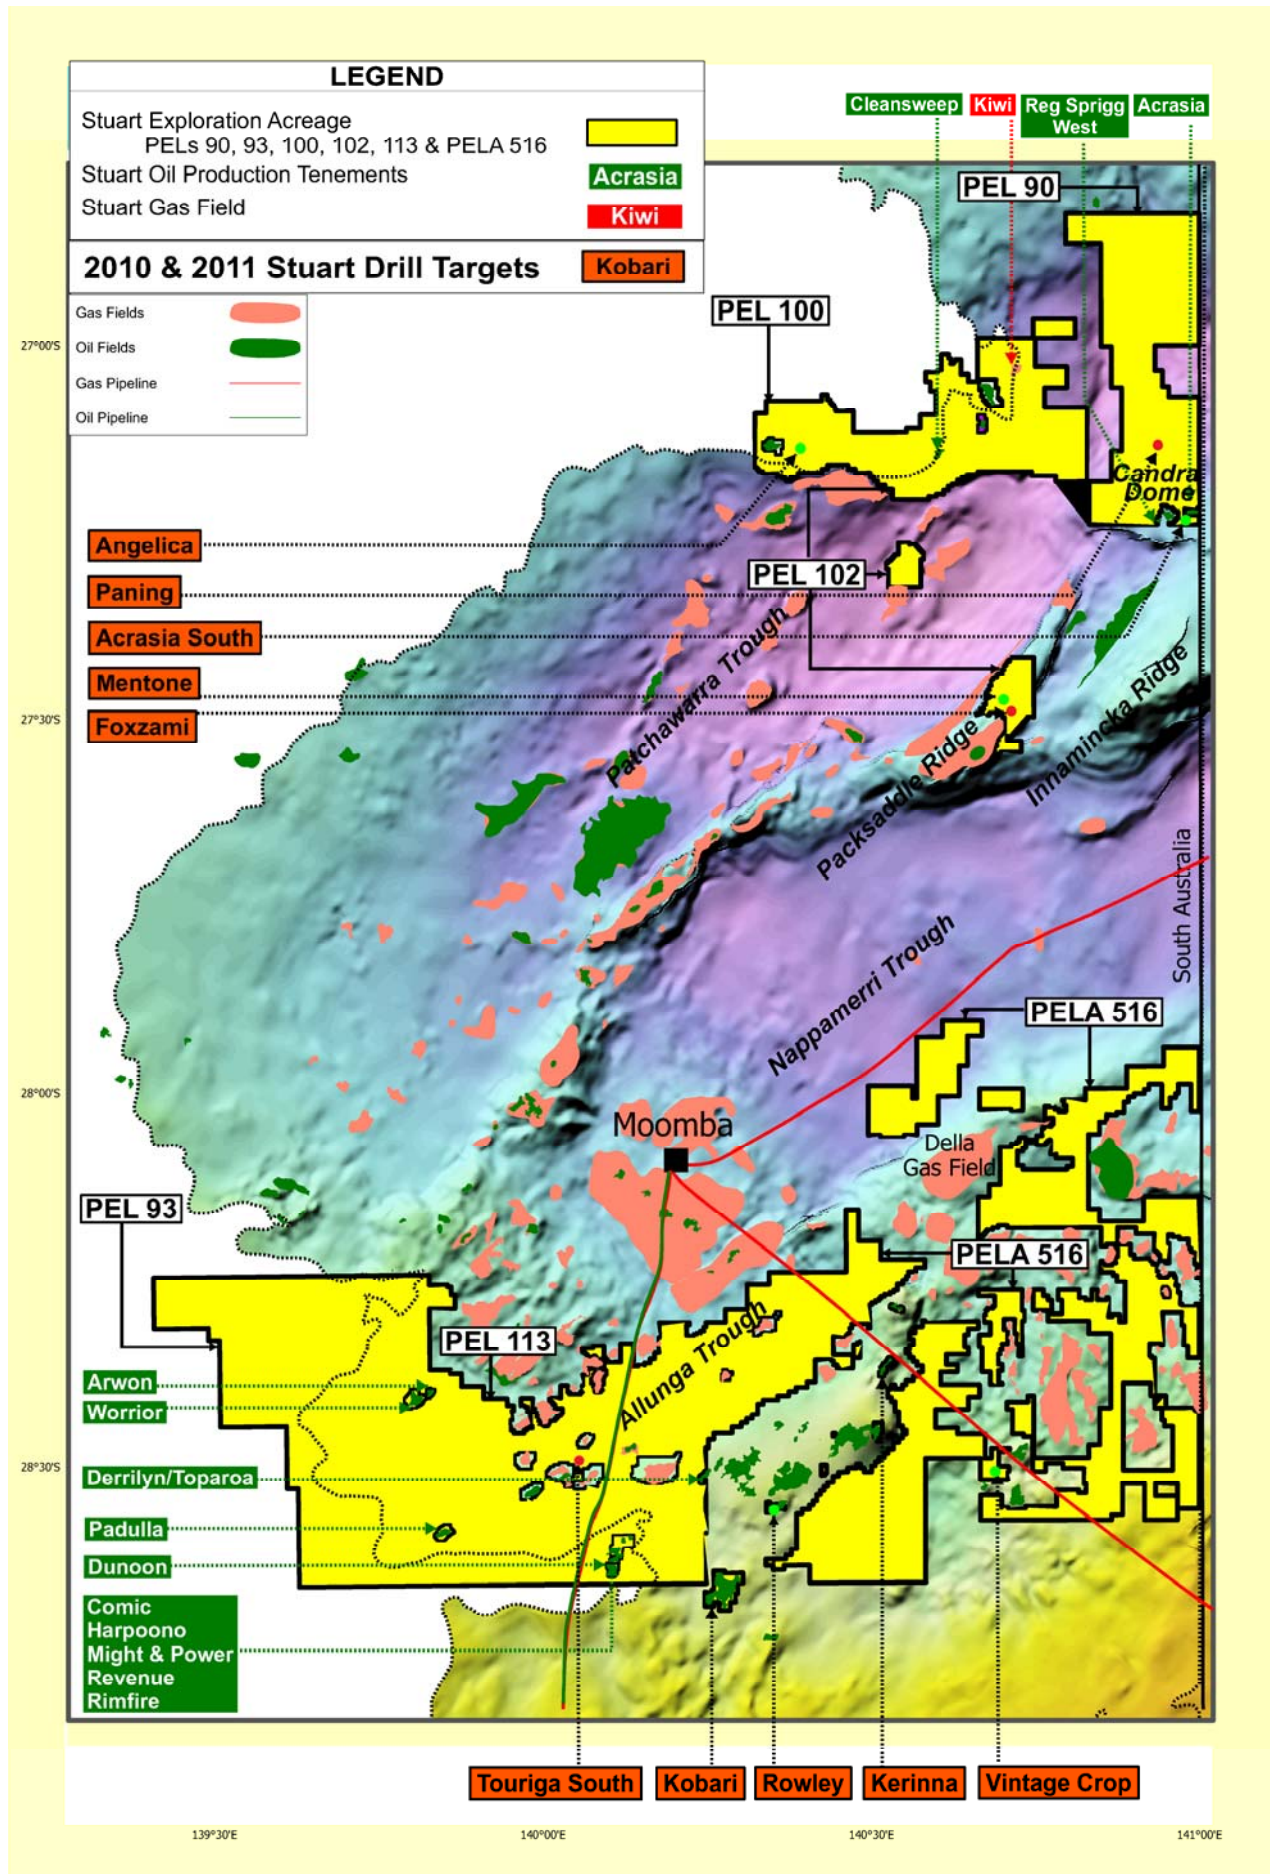 LEGEND
Stuart Exploration Acreage
PELs 90, 93, 100, 102, 113 & PELA 516
Stuart Oil Production Tenements
Acrasia
Stuart Gas Field
Kiwi
2010 & 2011 Stuart Drill Targets
Kobari
Gas Fields
Oil Fields
Gas Pipeline
Oil Pipeline
Cleansweep
Kiwi
Reg Sprigg
West
Acrasia
PEL 90
PEL 100
27°00'S
Candra
Dome
Angelica
PEL 102
Paning
Acrasia South
Mentone
Foxzami
27°30'S
Patchawarra Trough
Packsaddle Ridge
Innamincka Ridge
South Australia
Nappamerri Trough
PELA 516
28°00'S
Moomba
Della
Gas Field
PEL 93
PELA 516
PEL 113
Allunga Trough
Arwon
Worrior
28°30'S
Derrilyn/Toparoa
Padulla
Dunoon
Comic
Harpoono
Might & Power
Revenue
Rimfire
Touriga South
Kobari
Rowley
Kerinna
Vintage Crop
139°30'E
140°00'E
140°30'E
141°00'E